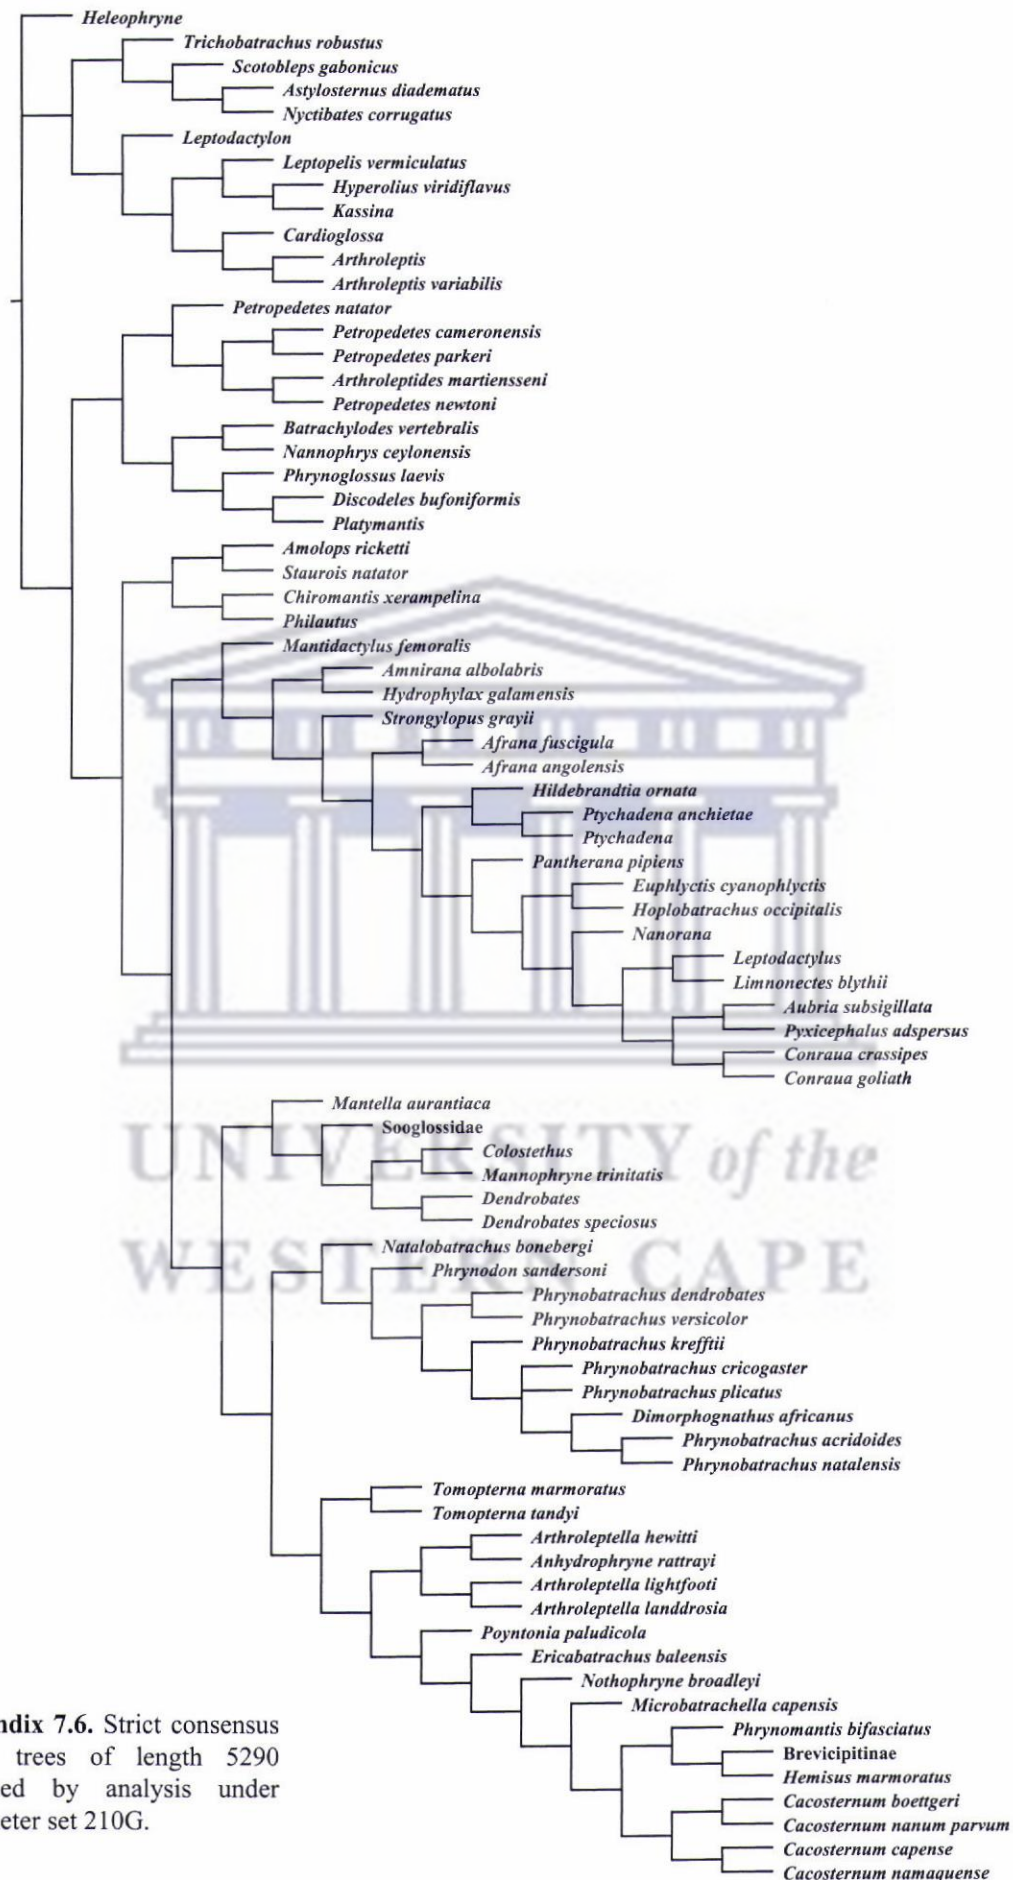 Heleophryne
Trichobatrachus robustus
Scotobleps gabonicus
Astylosternus diadematus
Nyctibates corrugatus
Leptodactylon
Leptopelis vermiculatus
Hyperolius viridiflavus
Kassina
Cardioglossa
Arthroleptis
Arthroleptis variabilis
Petropedetes natator
Petropedetes cameronensis
Petropedetes parkeri
Arthroleptides martiensseni
Petropedetes newtoni
Batrachylodes vertebralis
Nannophrys ceylonensis
Phrynoglossus laevis
Discodeles bufoniformis
Platymantis
Amolops ricketti
Staurois natator
Chiromantis xerampelina
Philautus
Mantidactylus femoralis
Amnirana albolabris
Hydrophylax galamensis
Strongylopus grayii
Afrana fuscigula
Afrana angolensis
Hildebrandtia ornata
Ptychadena anchietae
Ptychadena
Pantherana pipiens
Euphlyctis cyanophlyctis
Hoplobatrachus occipitalis
Nanorana
Leptodactylus
Limnonectes blythii
Aubria subsigillata
Pyxicephalus adspersus
Conraua crassipes
Conraua goliath
Mantella aurantiaca
Sooglossidae
Colostethus
Mannophryne trinitatis
Dendrobates
Dendrobates speciosus
UNIVERSITY of the
WESTERN CAPE
Natalobatrachus bonebergi
Phrynodon sandersoni
Phrynobatrachus dendrobates
Phrynobatrachus versicolor
Phrynobatrachus krefftii
Phrynobatrachus cricogaster
Phrynobatrachus plicatus
Dimorphognathus africanus
Phrynobatrachus acridoides
Phrynobatrachus natalensis
Tomopterna marmoratus
Tomopterna tandyi
Arthroleptella hewitti
Anhydrophryne rattrayi
Arthroleptella lightfooti
Arthroleptella landdrosia
Poyntonia paludicola
Ericabatrachus baleensis
Nothophryne broadleyi
Microbatrachella capensis
Phrynomantis bifasciatus
Brevicipitinae
Hemisus marmoratus
Cacosternum boettgeri
Cacosternum nanum parvum
Cacosternum capense
Cacosternum namaquense
ndix 7.6. Strict consensus
trees of length 5290
ed by analysis under
eter set 210G.